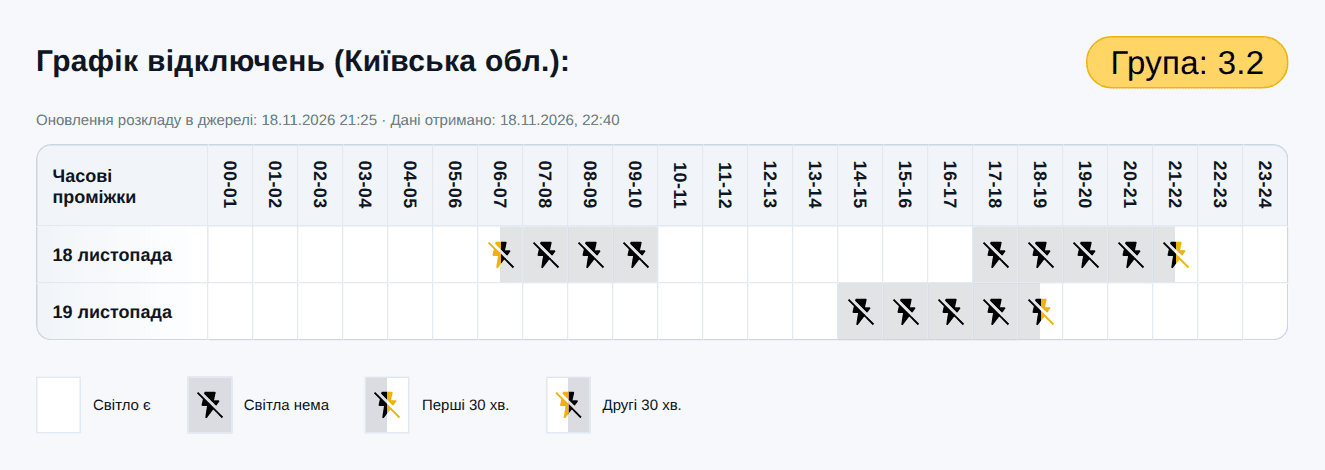 Графік відключень (Київська обл.):
Група: 3.2
Оновлення розкладу в джерелі: 18.11.2026 21:25 · Дані отримано: 18.11.2026, 22:40
Часові
проміжки
00-01
01-02
02-03
03-04
04-05
05-06
06-07
07-08
08-09
09-10
10-11
11-12
12-13
13-14
14-15
15-16
16-17
17-18
18-19
19-20
20-21
21-22
22-23
23-24
18 листопада
19 листопада
Світло є
Світла нема
Перші 30 хв.
Другі 30 хв.